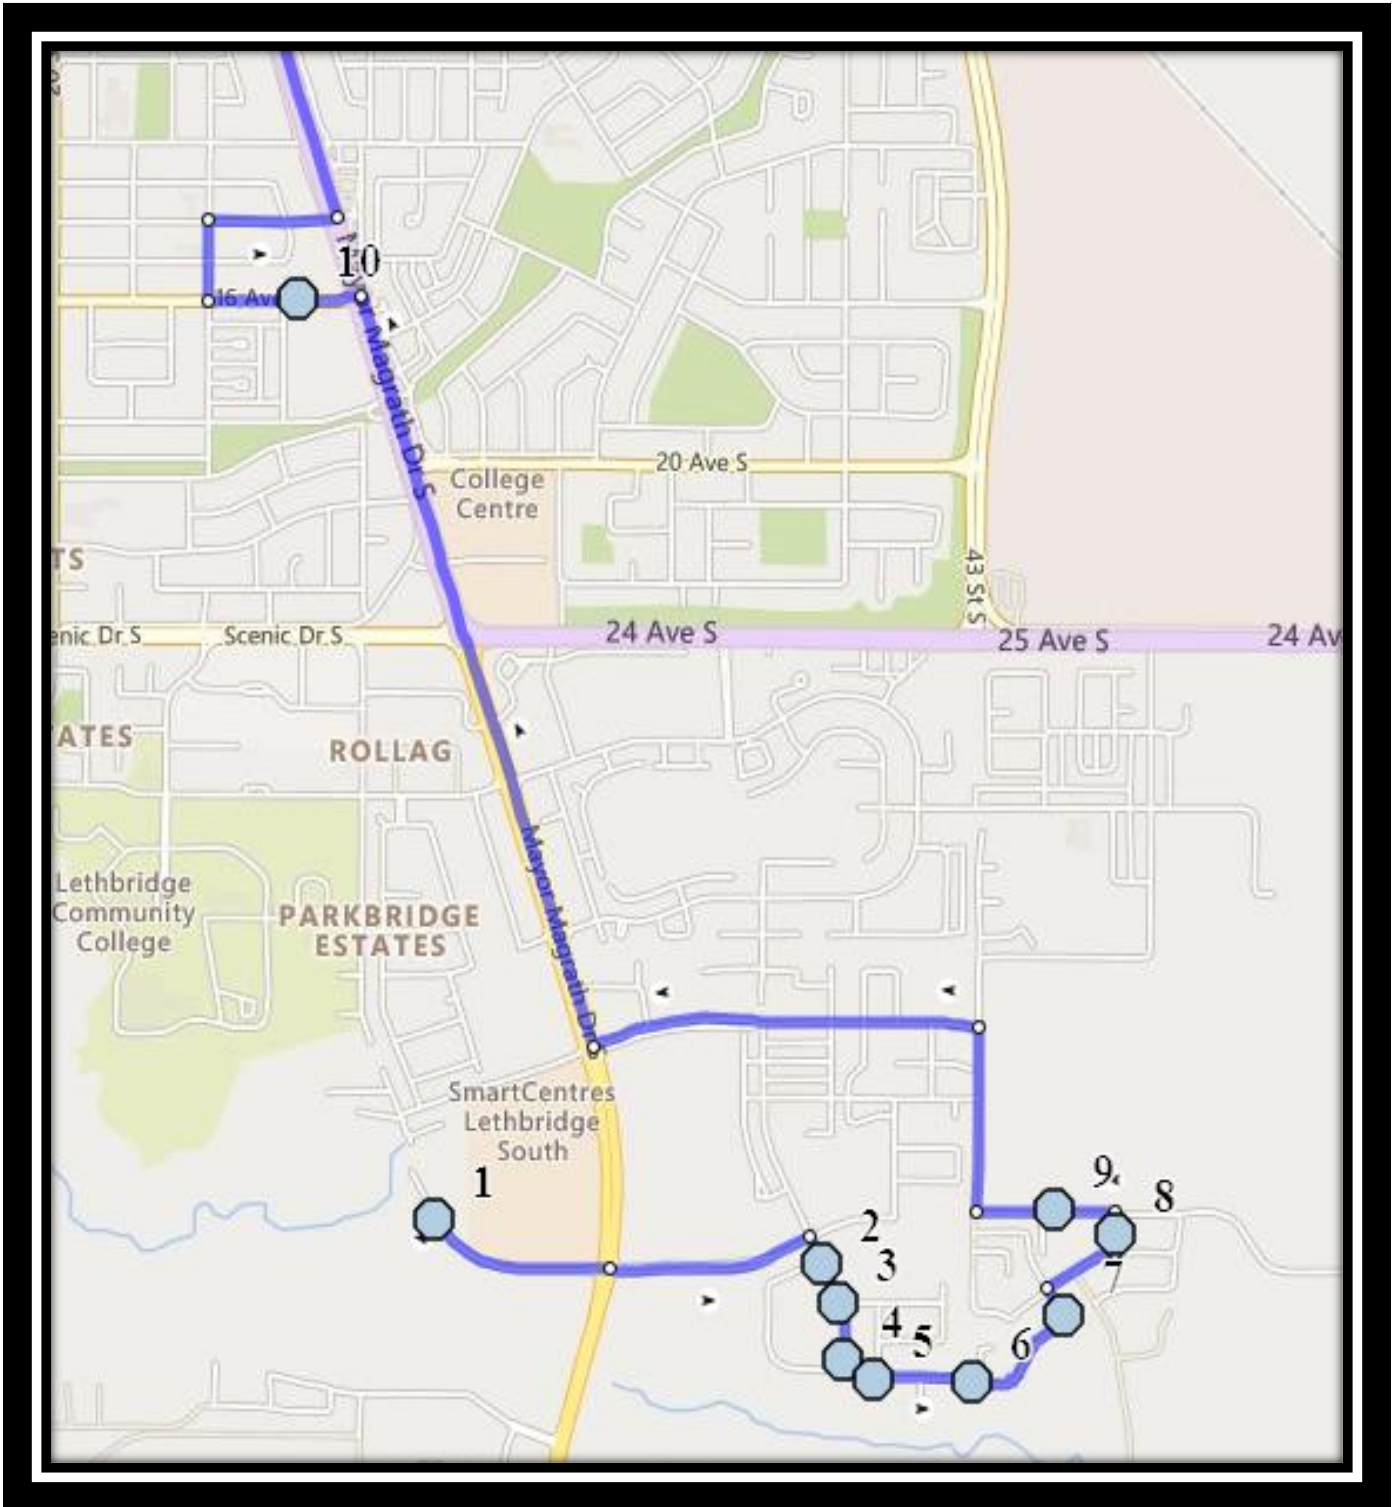 10
16 Av
Mayor Magrath Dr S
20 Ave S
College
Centre
TS
43 St S
enic Dr S
Scenic Dr S
24 Ave S
25 Ave S
24 Av
ATES
ROLLAG
Mayor Magrath Dr S
Lethbridge
Community
College
PARKBRIDGE
ESTATES
SmartCentres
Lethbridge
South
1
9
8
2
3
7
4
5
6